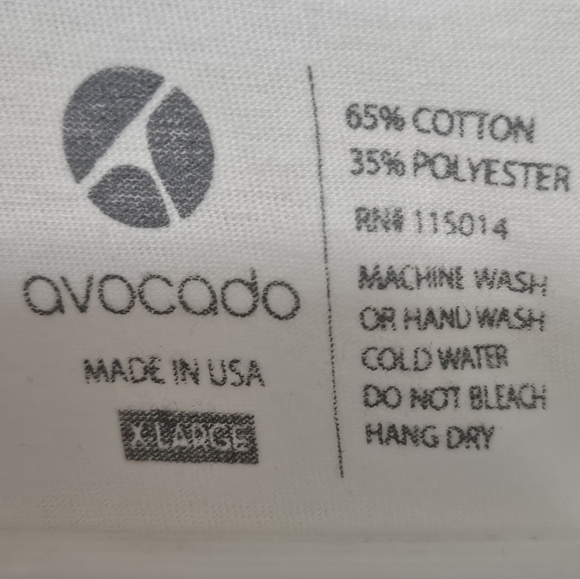 avocado
MADE IN USA
X LARGE
65% COTTON
35% POLYESTER
RN# 115014
MACHINE WASH
OR HAND WASH
COLD WATER
DO NOT BLEACH
HANG DRY